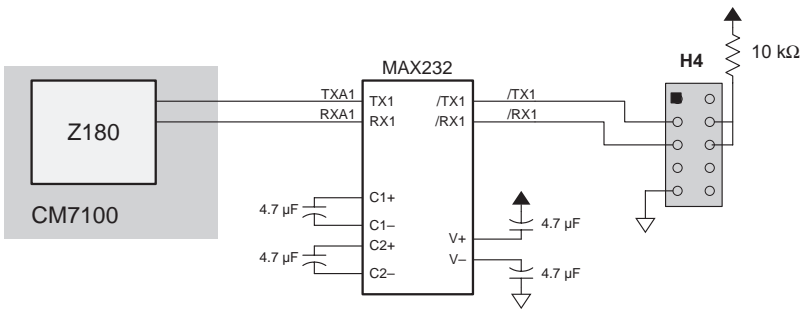 MAX232
H4
10 kΩ
TXA1
TX1
/TX1
/TX1
RXA1
RX1
/RX1
/RX1
Z180
CM7100
C1+
4.7 µF
C1–
C2+
4.7 µF
C2–
V+
4.7 µF
V–
4.7 µF